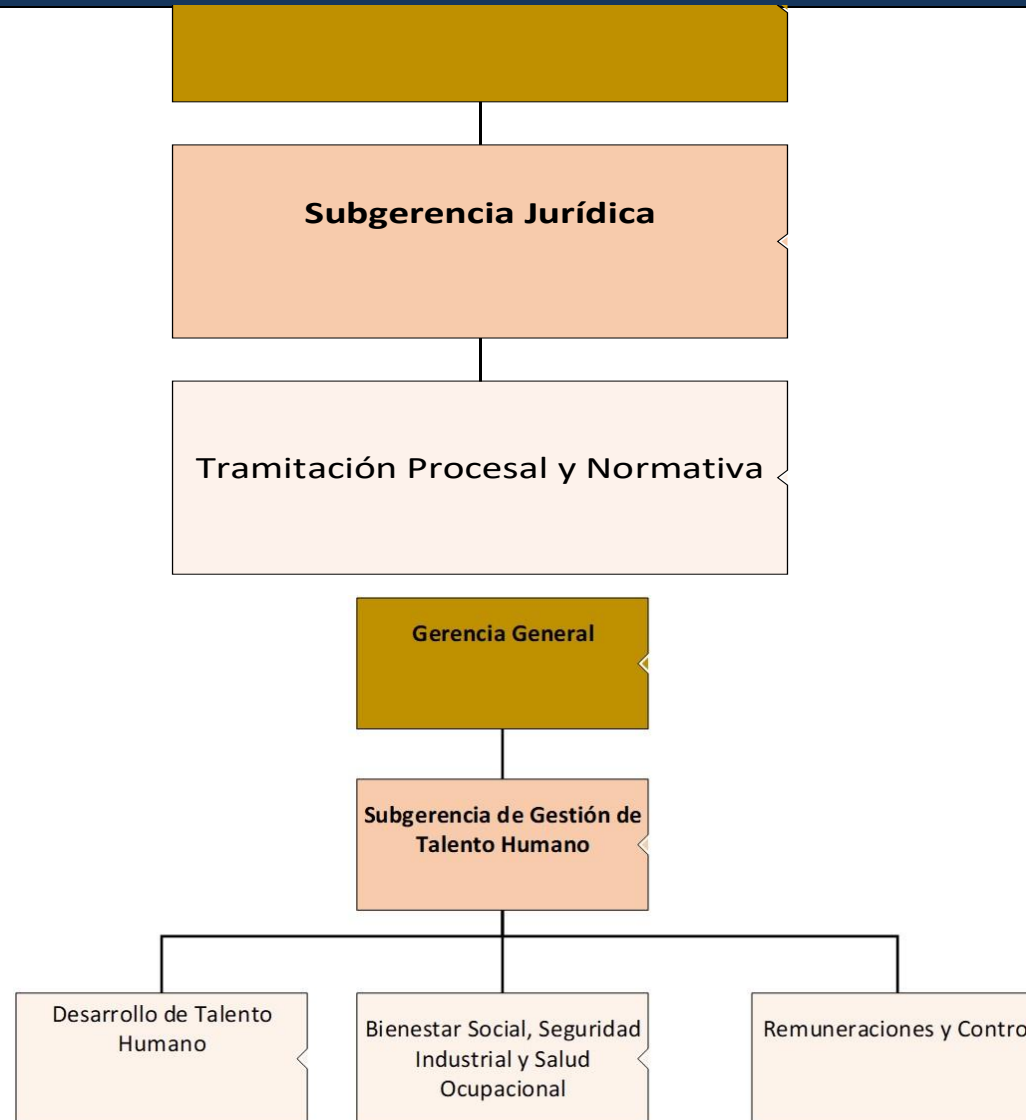 Subgerencia Jurídica
Tramitación Procesal y Normativa
Gerencia General
Subgerencia de Gestión de
Talento Humano
Desarrollo de Talento
Humano
Bienestar Social, Seguridad
Industrial y Salud
Ocupacional
Remuneraciones y Contro